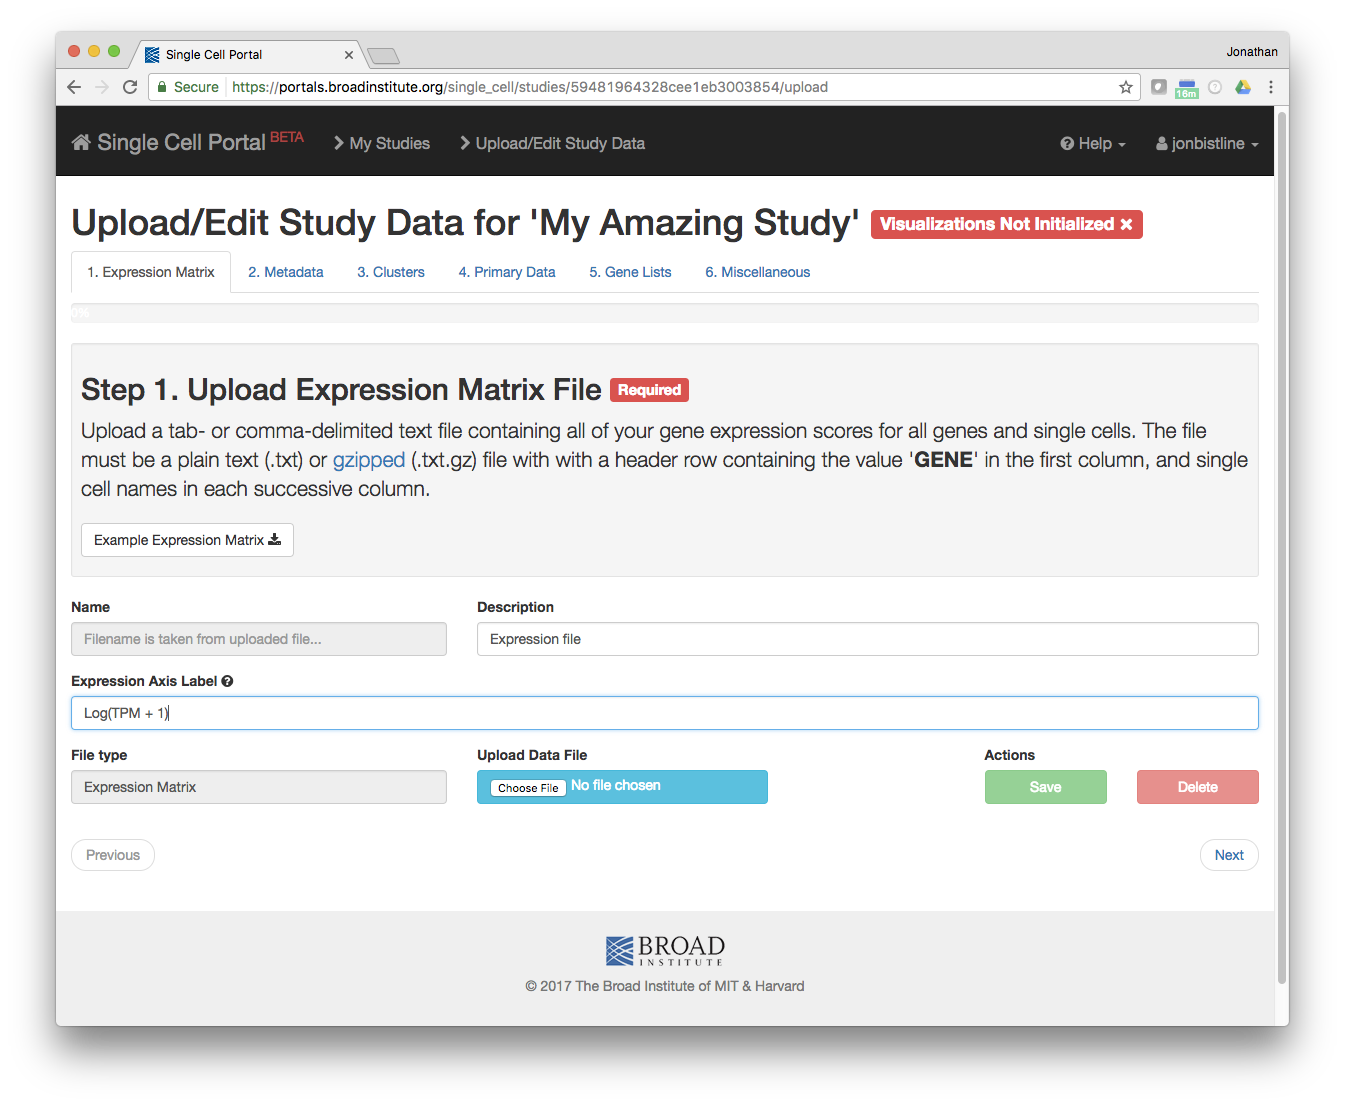 Single Cell Portal
Jonathan
Secure https://portals.broadinstitute.org/single_cell/studies/59481964328cee1eb3003854/upload
16m
Single Cell Portal BETA
My Studies
Upload/Edit Study Data
Help
jonbistline
Upload/Edit Study Data for 'My Amazing Study' Visualizations Not Initialized
1. Expression Matrix
2. Metadata
3. Clusters
4. Primary Data
5. Gene Lists
6. Miscellaneous
0%
Step 1. Upload Expression Matrix File Required
Upload a tab- or comma-delimited text file containing all of your gene expression scores for all genes and single cells. The file
must be a plain text (.txt) or gzipped (.txt.gz) file with with a header row containing the value 'GENE' in the first column, and single
cell names in each successive column.
Example Expression Matrix
Name
Description
Filename is taken from uploaded file...
Expression file
Expression Axis Label
Log(TPM + 1)
File type
Upload Data File
Actions
Expression Matrix
Choose File No file chosen
Save
Delete
Previous
Next
BROAD
INSTITUTE
© 2017 The Broad Institute of MIT & Harvard